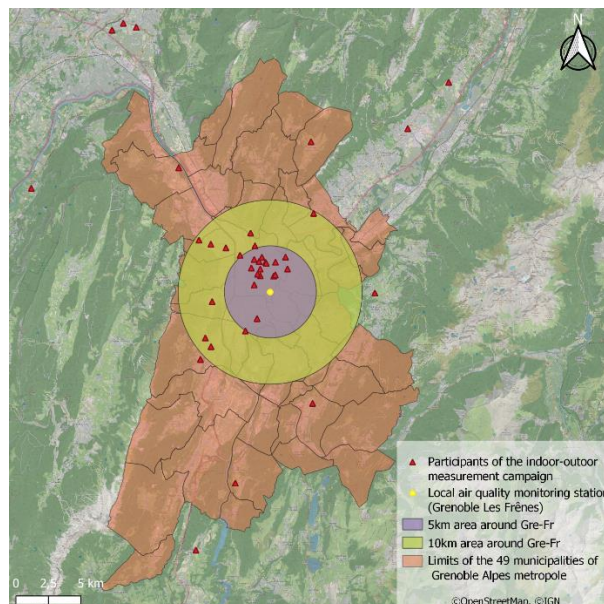 N
Participants of the indoor-outoor
measurement campaign
Local air quality monitoring station
(Grenoble Les Frênes)
5km area around Gre-Fr
10km area around Gre-Fr
Limits of the 49 municipalities of
Grenoble Alpes metropole
0 2,5 5 km
©OpenStreetMap, ©IGN